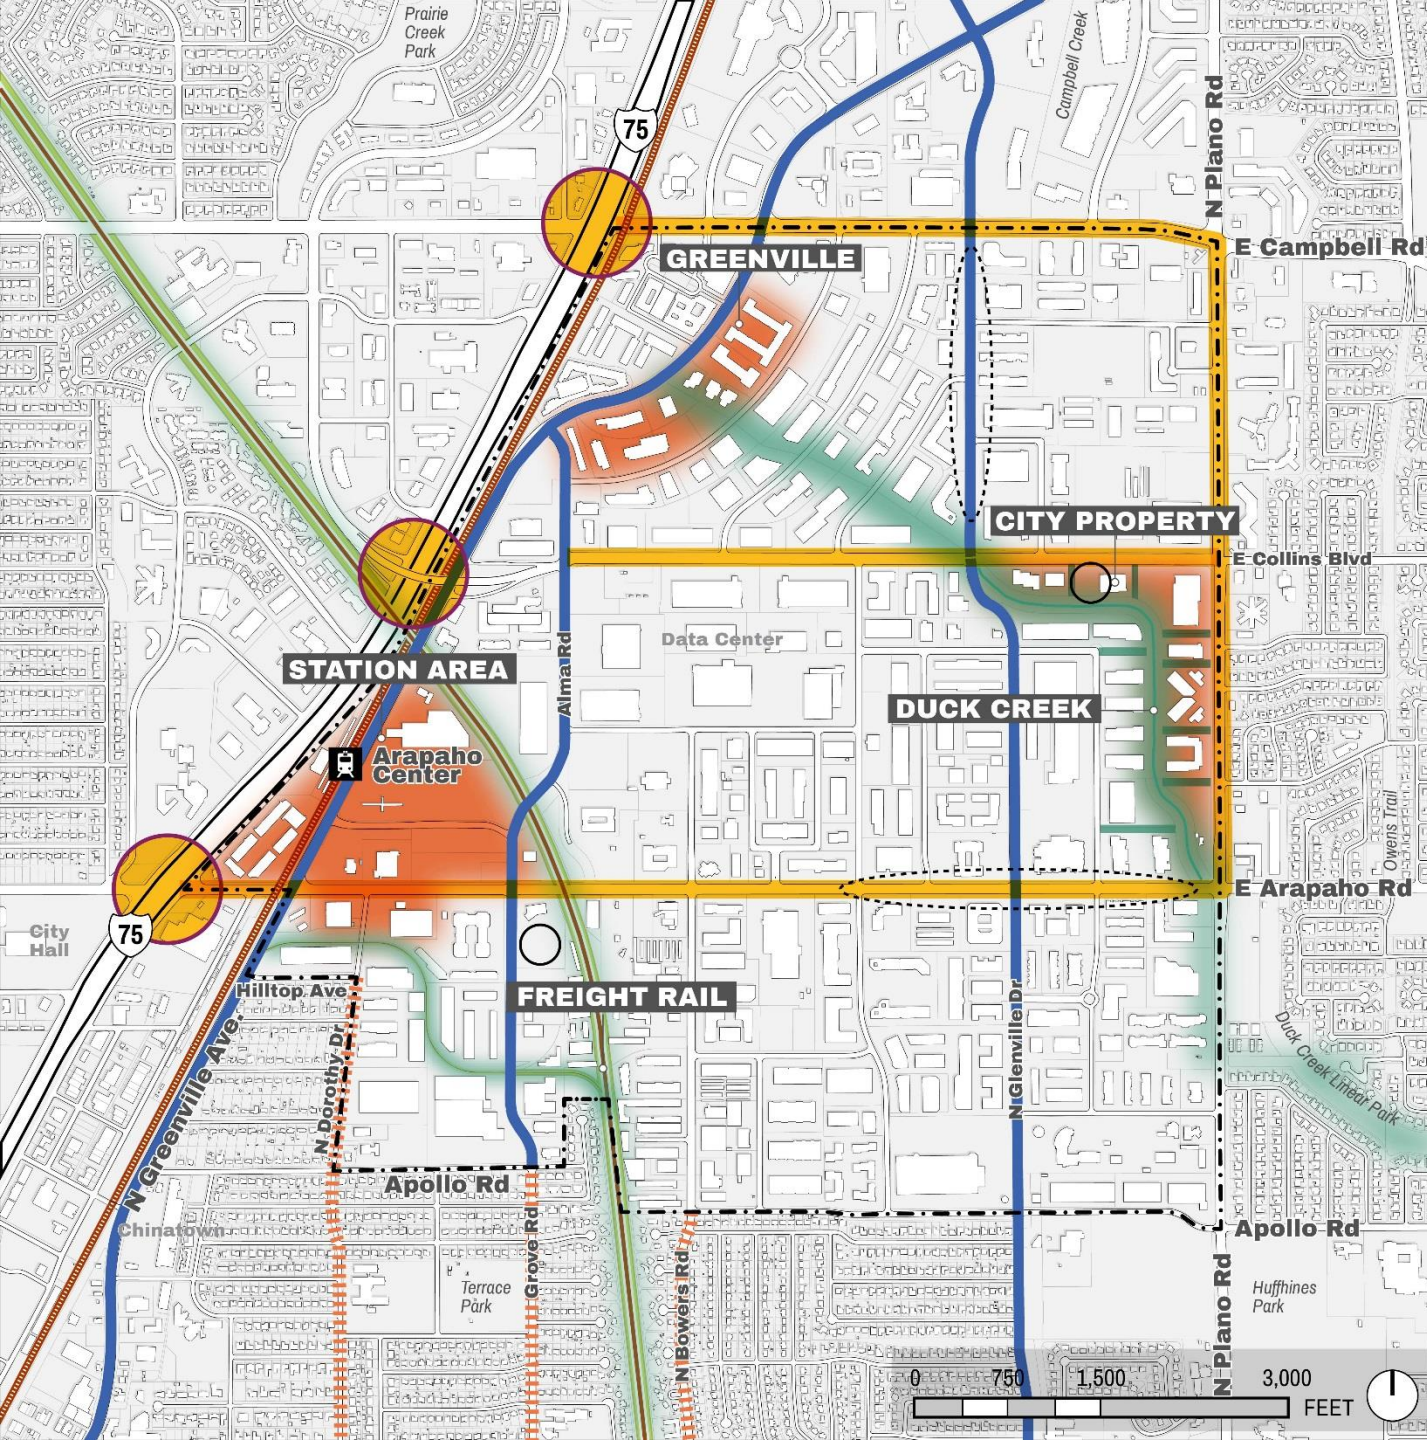 Prairie
Creek
Park
Campbell Creek
75
N Plano Rd
E Campbell Rd
GREENVILLE
CITY PROPERTY
E Collins Blvd
Data Center
Alma Rd
STATION AREA
DUCK CREEK
Arapaho
Center
Owens Trail
E Arapaho Rd
75
City
Hall
Hilltop Ave
FREIGHT RAIL
N Glenville Dr
N Dorothy Dr
N Greenville Ave.
Duck Creek Linear Park
Apollo Rd
Chinatown
Apollo Rd
Grove Rd
Terrace
Park
N Bowers Rd
Huffhines
Park
N Plano Rd
0 750 1,500 3,000
FEET